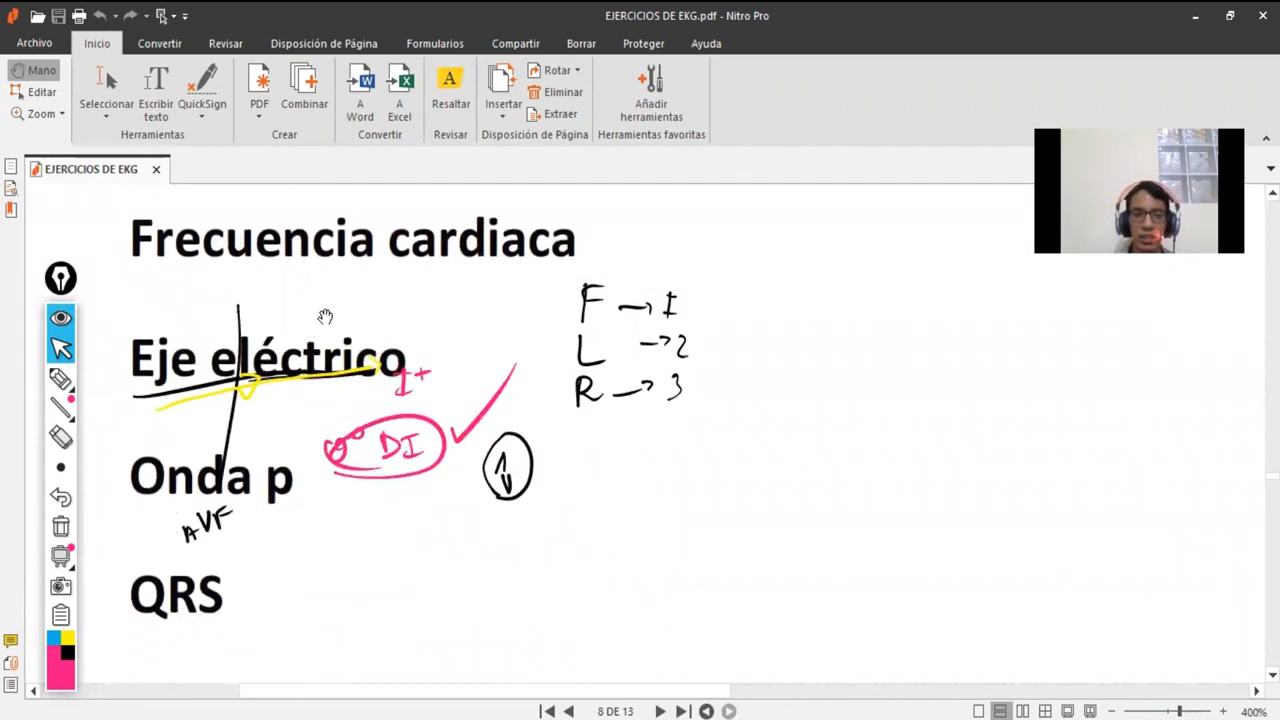 EJERCICIOS DE EKG.pdf - Nitro Pro
Archivo Inicio Convertir Revisar Disposición de Página Formularios Compartir Borrar Proteger Ayuda
Mano
Editar
Zoom
Seleccionar
Escribir texto
QuickSign
Herramientas
PDF
Combinar
Crear
A Word
A Excel
Convertir
Resaltar
Revisar
Insertar
Rotar
Eliminar
Extraer
Disposición de Página
Añadir herramientas
Herramientas favoritas
EJERCICIOS DE EKG
Frecuencia cardiaca
F → I
Eje eléctrico
L → 2
I+
R → 3
DI
Onda p
AVF
QRS
8 DE 13
400%